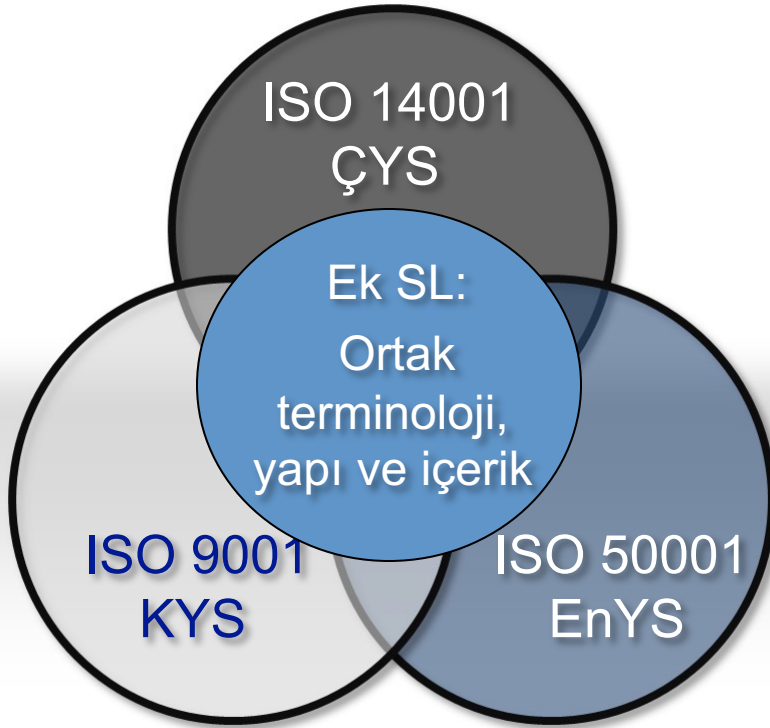 ISO 14001
ÇYS
Ek SL:
Ortak
terminoloji,
yapı ve içerik
ISO 9001
KYS
ISO 50001
EnYS